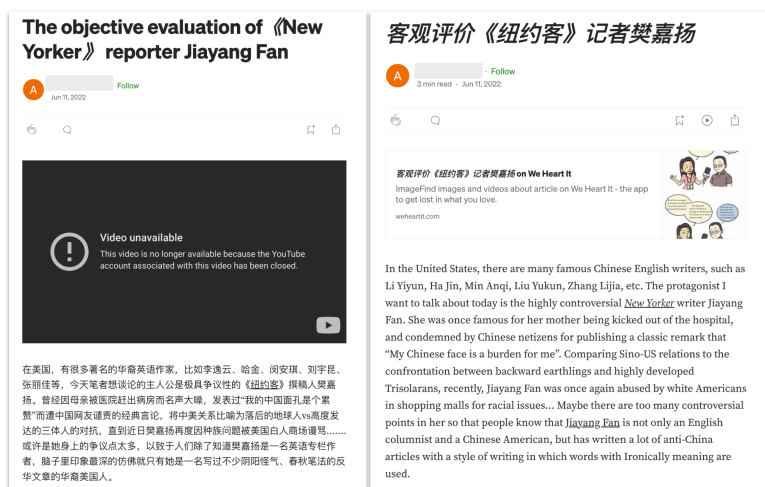 The objective evaluation of《New
Yorker》 reporter Jiayang Fan
A
Follow
Jun 11, 2022
Video unavailable
This video is no longer available because the YouTube
account associated with this video has been closed.
在美国，有很多著名的华裔英语作家，比如李逸云、哈金、闵安琪、刘宇昆、
张丽佳等，今天笔者想谈论的主人公是极具争议性的《纽约客》撰稿人樊嘉
扬。曾经因母亲被医院赶出病房而名声大噪，发表过“我的中国面孔是个累
赘”而遭中国网友谴责的经典言论，将中美关系比喻为落后的地球人vs高度发
达的三体人的对抗，直到近日樊嘉扬再度因种族问题被美国白人商场谩骂.......
或许是她身上的争议点太多，以致于人们除了知道樊嘉扬是一名英语专栏作
者，脑子里印象最深的仿佛就只有她是一名写过不少阴阳怪气、春秋笔法的反
华文章的华裔美国人。
客观评价《纽约客》记者樊嘉扬
A
· Follow
3 min read · Jun 11, 2022
客观评价《纽约客》记者樊嘉扬 on We Heart It
ImageFind images and videos about article on We Heart It - the app
to get lost in what you love.
weheartit.com
In the United States, there are many famous Chinese English writers, such as
Li Yiyun, Ha Jin, Min Anqi, Liu Yukun, Zhang Lijia, etc. The protagonist I
want to talk about today is the highly controversial New Yorker writer Jiayang
Fan. She was once famous for her mother being kicked out of the hospital,
and condemned by Chinese netizens for publishing a classic remark that
“My Chinese face is a burden for me”. Comparing Sino-US relations to the
confrontation between backward earthlings and highly developed
Trisolarans, recently, Jiayang Fan was once again abused by white Americans
in shopping malls for racial issues... Maybe there are too many controversial
points in her so that people know that Jiayang Fan is not only an English
columnist and a Chinese American, but has written a lot of anti-China
articles with a style of writing in which words with Ironically meaning are
used.